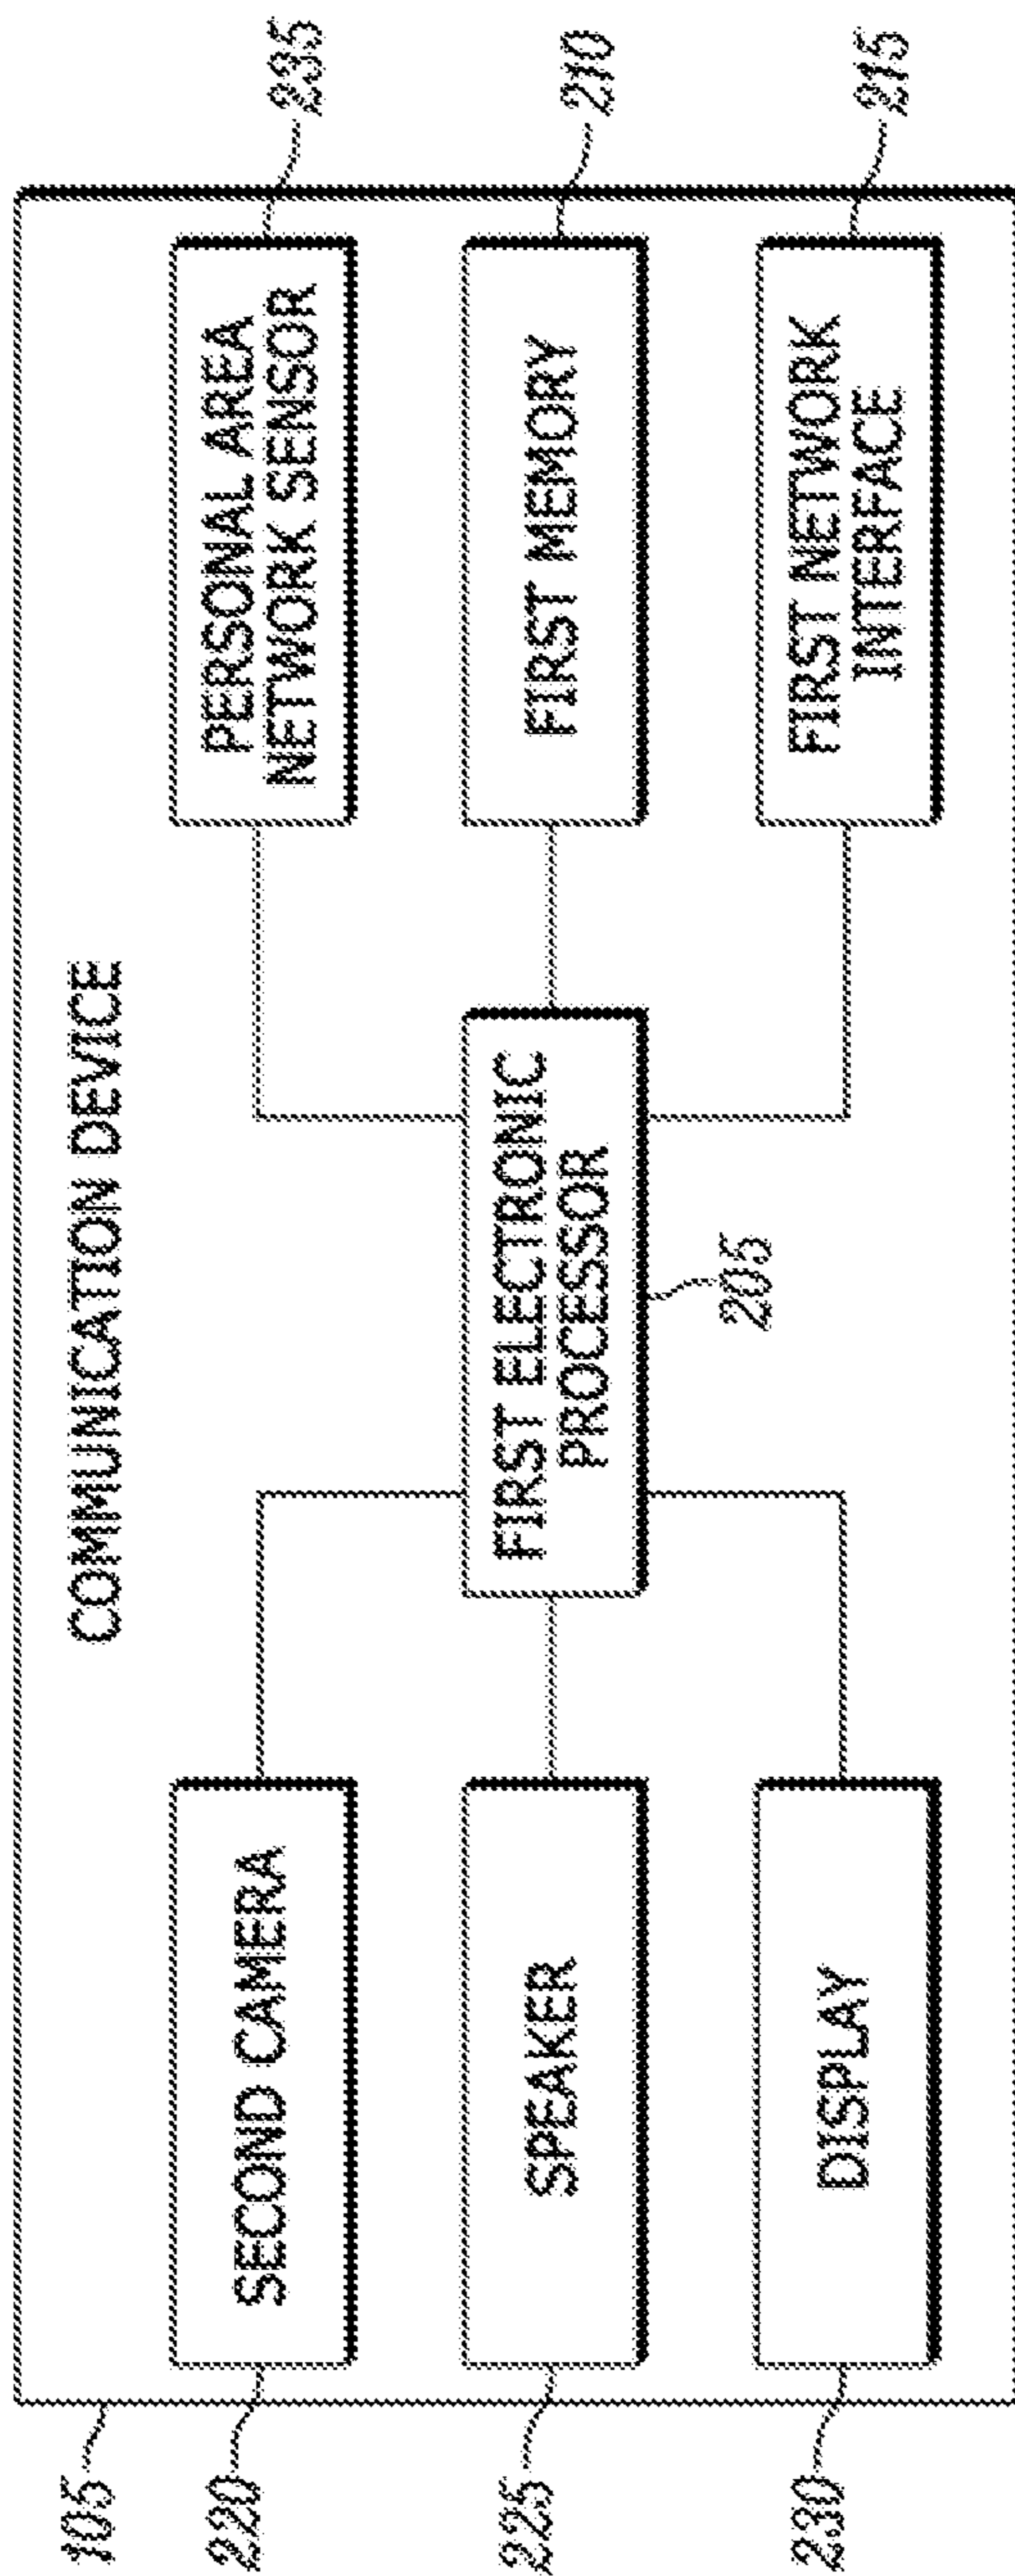 COMMUNICATION DEVICE
105
220
SECOND CAMERA
PERSONAL AREA
NETWORK SENSOR
235
225
SPEAKER
FIRST ELECTRONIC
PROCESSOR
205
FIRST MEMORY
210
230
DISPLAY
FIRST NETWORK
INTERFACE
215